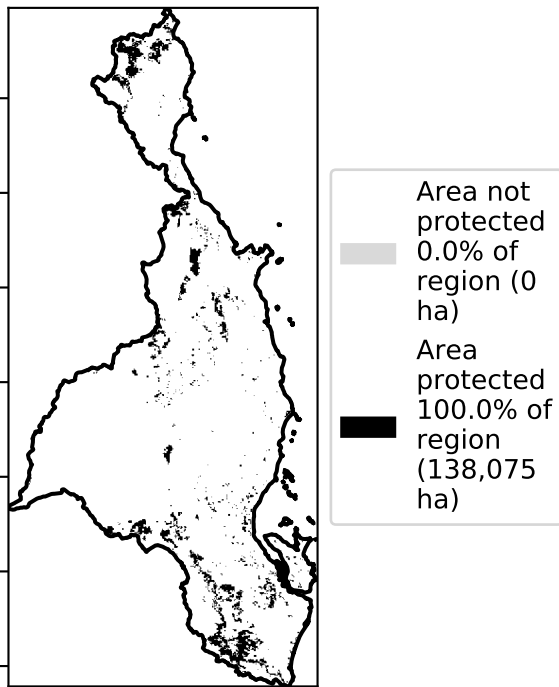 Area not
protected
0.0% of
region (0
ha)
Area
protected
100.0% of
region
(138,075
ha)